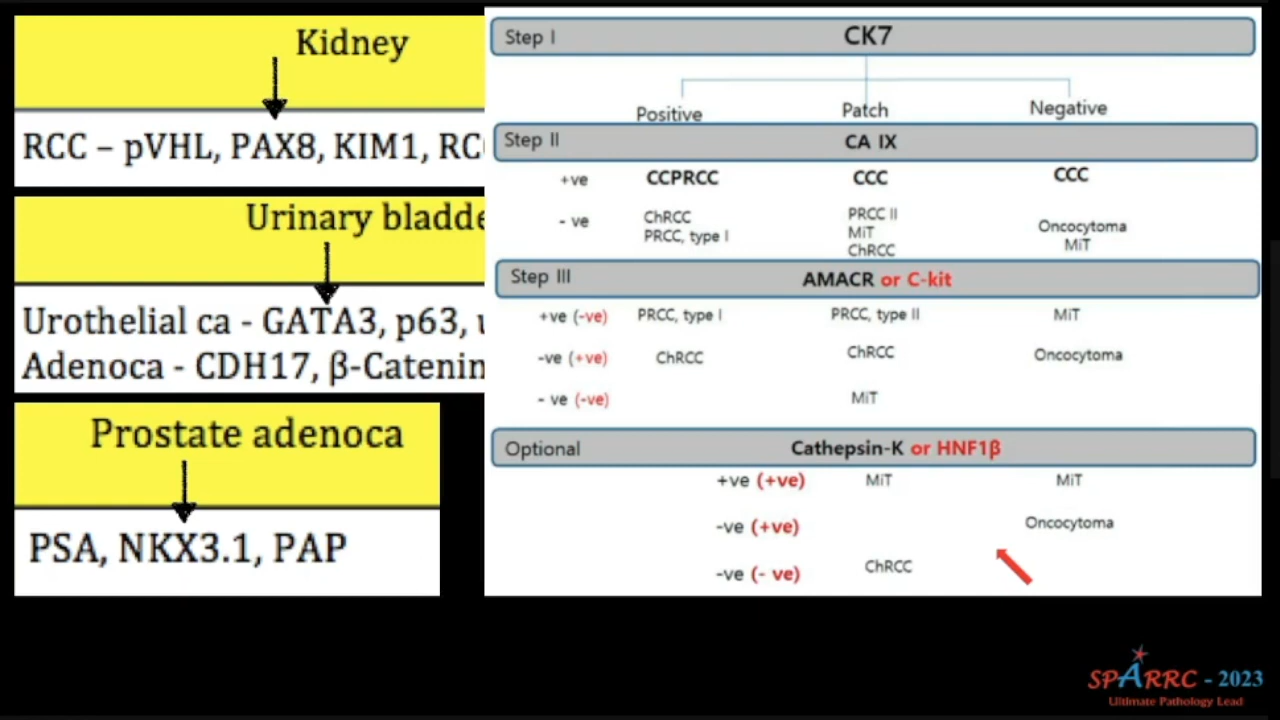 Kidney
RCC – pVHL, PAX8, KIM1,
Urinary
Urothelial ca - GATA3, p63,
Adenoca - CDH17, β-Catenin
Prostate adenoca
PSA, NKX3.1, PAP
Step I CK7
Positive Patch Negative
Step II CA IX
+ve CCPRCC CCC CCC
- ve ChRCC PRCC II Oncocytoma
PRCC, type I MiT MiT
ChRCC
Step III AMACR or C-kit
+ve (-ve) PRCC, type I PRCC, type II MiT
-ve (+ve) ChRCC ChRCC Oncocytoma
- ve (-ve) MiT
Optional Cathepsin-K or HNF1β
+ve (+ve) MiT MiT
-ve (+ve) Oncocytoma
-ve (- ve) ChRCC
SPARRC - 2023
Ultimate Pathology Lead